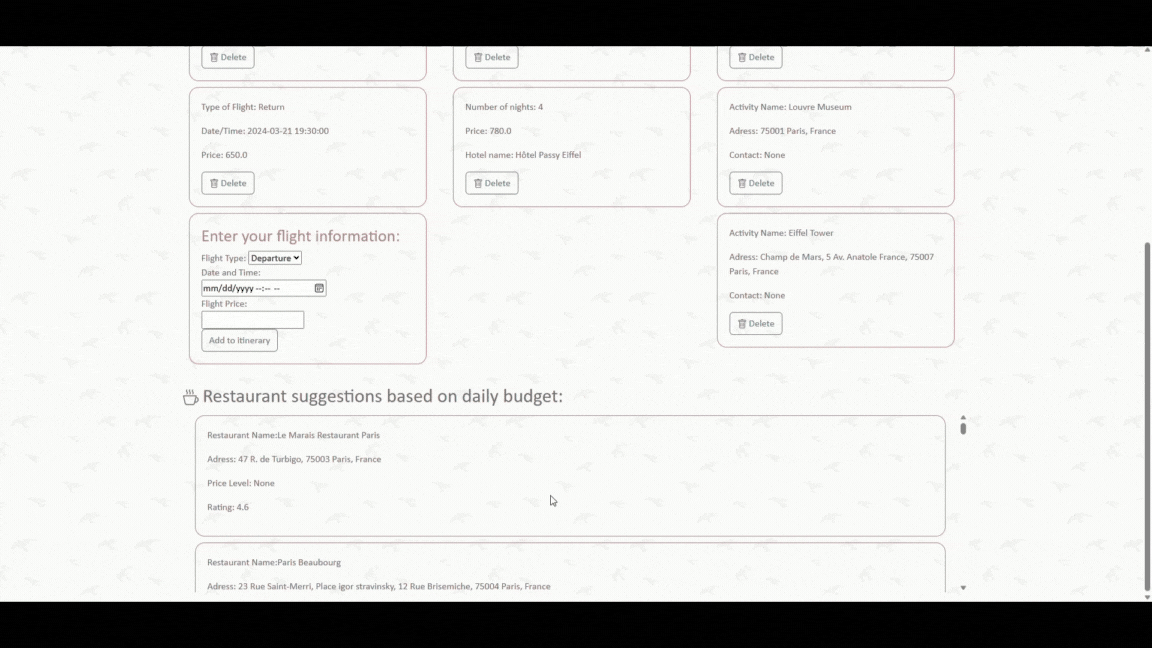 Delete
Delete
Delete
Type of Flight: Return
Date/Time: 2024-03-21 19:30:00
Price: 650.0
Delete
Number of nights: 4
Price: 780.0
Hotel name: Hôtel Passy Eiffel
Delete
Activity Name: Louvre Museum
Adress: 75001 Paris, France
Contact: None
Delete
Enter your flight information:
Flight Type: Departure
Date and Time:
mm/dd/yyyy --:-- --
Flight Price:
Add to itinerary
Activity Name: Eiffel Tower
Adress: Champ de Mars, 5 Av. Anatole France, 75007
Paris, France
Contact: None
Delete
Restaurant suggestions based on daily budget:
Restaurant Name:Le Marais Restaurant Paris
Adress: 47 R. de Turbigo, 75003 Paris, France
Price Level: None
Rating: 4.6
Restaurant Name:Paris Beaubourg
Adress: 23 Rue Saint-Merri, Place igor stravinsky, 12 Rue Brisemiche, 75004 Paris, France